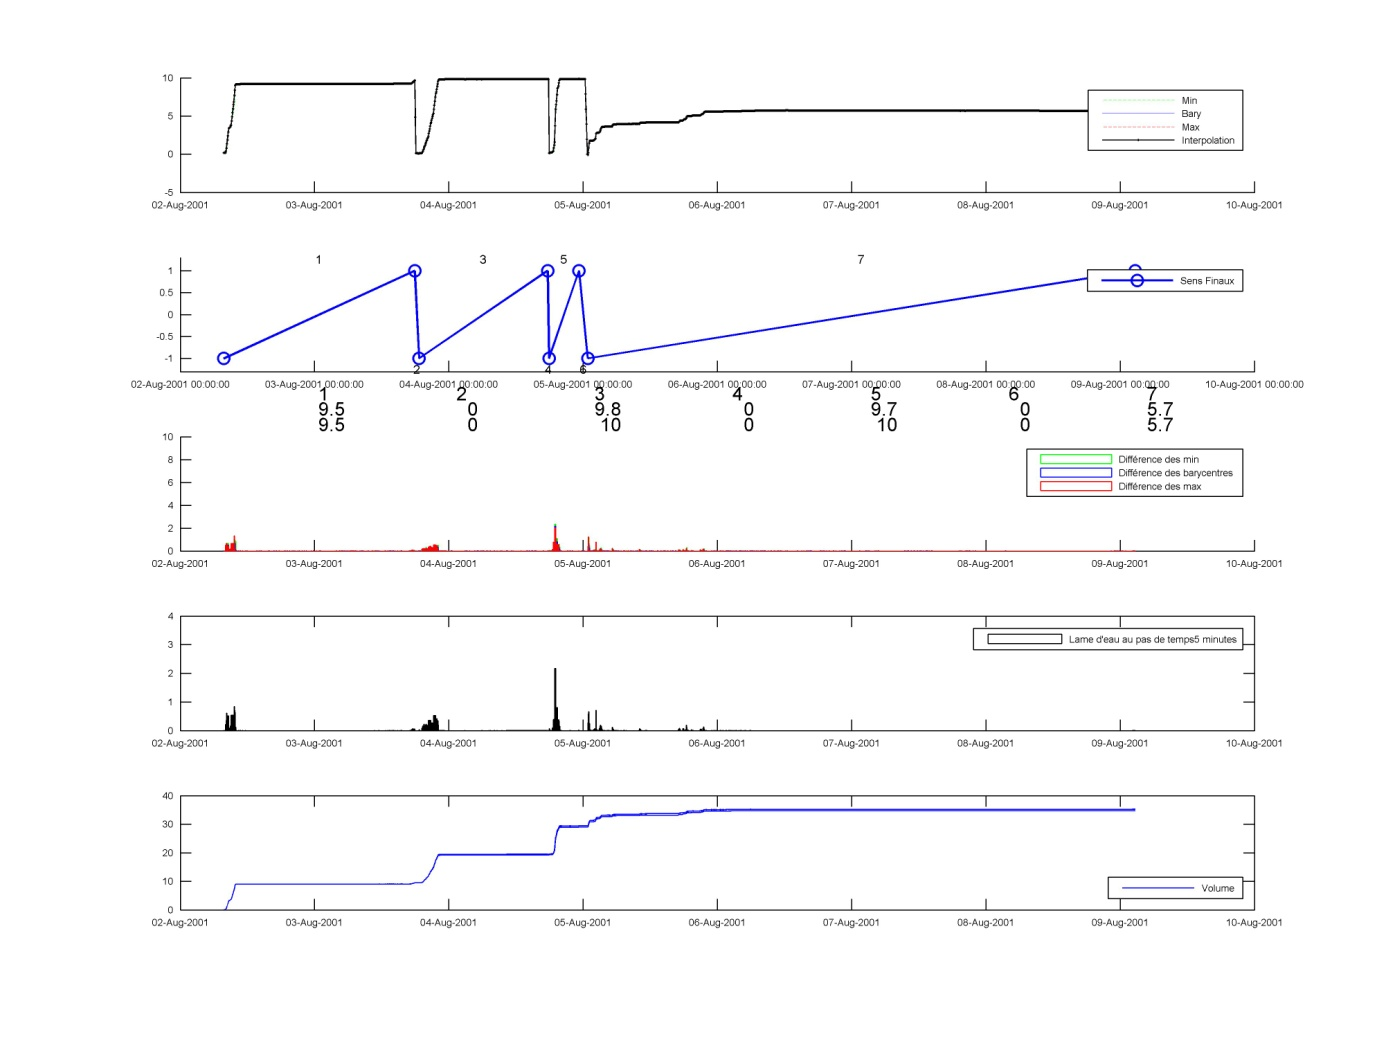 10
5
0
-5
02-Aug-2001 03-Aug-2001 04-Aug-2001 05-Aug-2001 06-Aug-2001 07-Aug-2001 08-Aug-2001 09-Aug-2001 10-Aug-2001
Min
Bary
Max
Interpolation
1 3 5 7
1
0.5
0
-0.5
-1
2 4 6
Sens Finaux
02-Aug-2001 00:00:00 03-Aug-2001 00:00:00 04-Aug-2001 00:00:00 05-Aug-2001 00:00:00 06-Aug-2001 00:00:00 07-Aug-2001 00:00:00 08-Aug-2001 00:00:00 09-Aug-2001 00:00:00 10-Aug-2001 00:00:00
1 2 3 4 5 6 7
9.5 0 9.8 0 9.7 0 5.7
9.5 0 10 0 10 0 5.7
10
8
6
4
2
0
Différence des min
Différence des barycentres
Différence des max
02-Aug-2001 03-Aug-2001 04-Aug-2001 05-Aug-2001 06-Aug-2001 07-Aug-2001 08-Aug-2001 09-Aug-2001 10-Aug-2001
4
3
2
1
0
Lame d'eau au pas de temps5 minutes
02-Aug-2001 03-Aug-2001 04-Aug-2001 05-Aug-2001 06-Aug-2001 07-Aug-2001 08-Aug-2001 09-Aug-2001 10-Aug-2001
40
30
20
10
0
Volume
02-Aug-2001 03-Aug-2001 04-Aug-2001 05-Aug-2001 06-Aug-2001 07-Aug-2001 08-Aug-2001 09-Aug-2001 10-Aug-2001